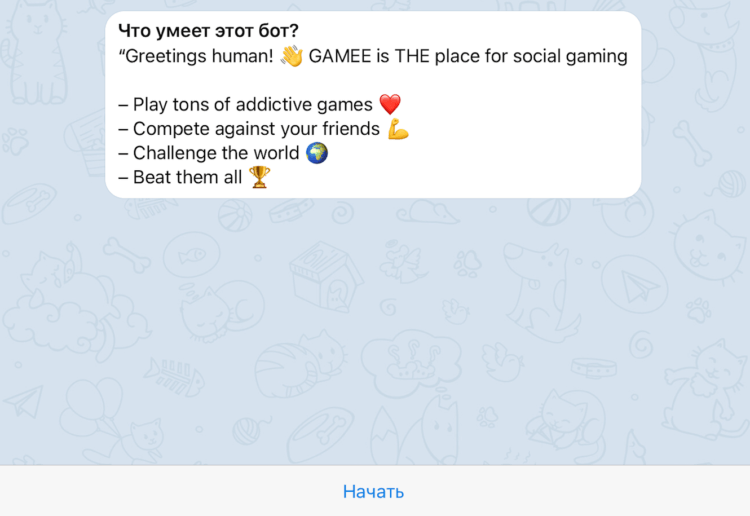 Что умеет этот бот?
“Greetings human! 👋 GAMEE is THE place for social gaming
– Play tons of addictive games ❤️
– Compete against your friends 💪
– Challenge the world 🌍
– Beat them all 🏆
Начать